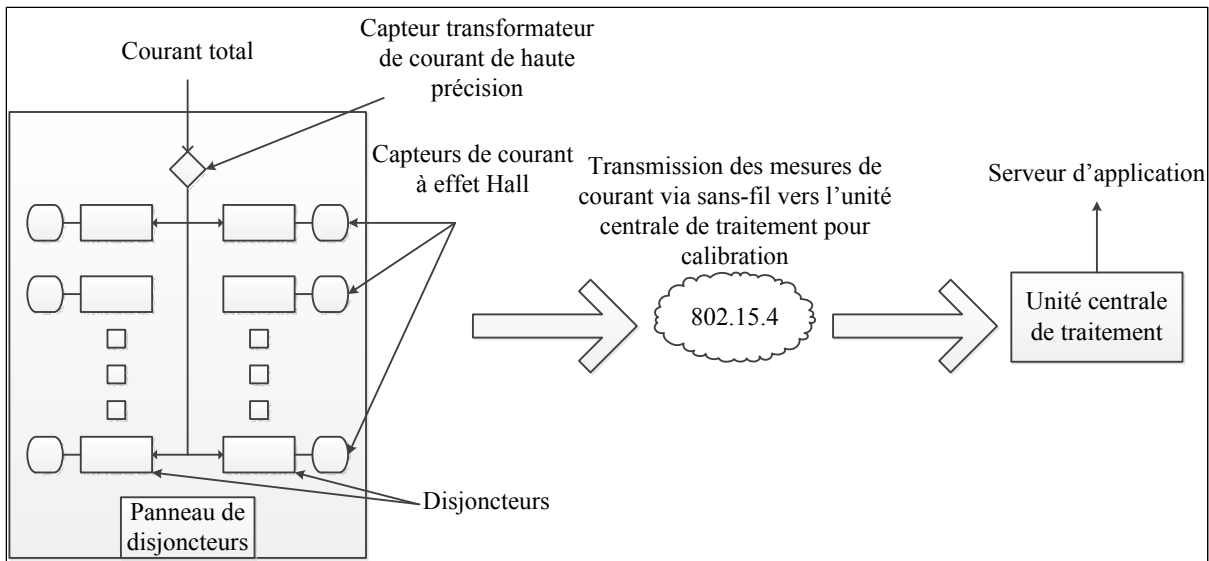 Courant total
Capteur transformateur
de courant de haute
précision
Capteurs de courant
à effet Hall
Transmission des mesures de
courant via sans-fil vers l’unité
centrale de traitement pour
calibration
802.15.4
Serveur d’application
Unité centrale
de traitement
Disjoncteurs
Panneau de
disjoncteurs